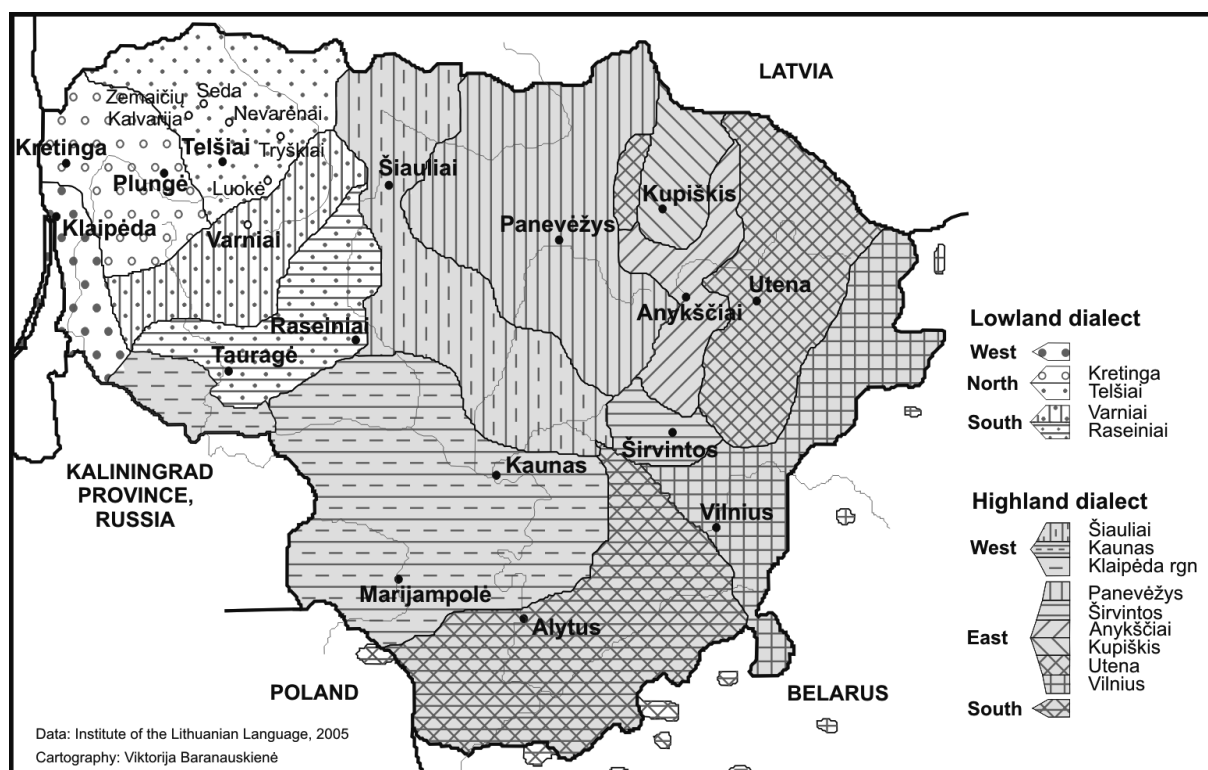 LATVIA
Seda
Žemaičių
Kalvarija
Nevarėnai
Kretinga
Telšiai
Tryškiai
Šiauliai
Plungė
Luokė
Kupiškis
Klaipėda
Varniai
Panevėžys
Utena
Anykščiai
Raseiniai
Tauragė
Širvintos
KALININGRAD
PROVINCE,
RUSSIA
Kaunas
Vilnius
Marijampolė
Alytus
POLAND
BELARUS
Lowland dialect
West
North
Kretinga
Telšiai
South
Varniai
Raseiniai
Highland dialect
West
Šiauliai
Kaunas
Klaipėda rgn
East
Panevėžys
Širvintos
Anykščiai
Kupiškis
Utena
Vilnius
South
Data: Institute of the Lithuanian Language, 2005
Cartography: Viktorija Baranauskienė